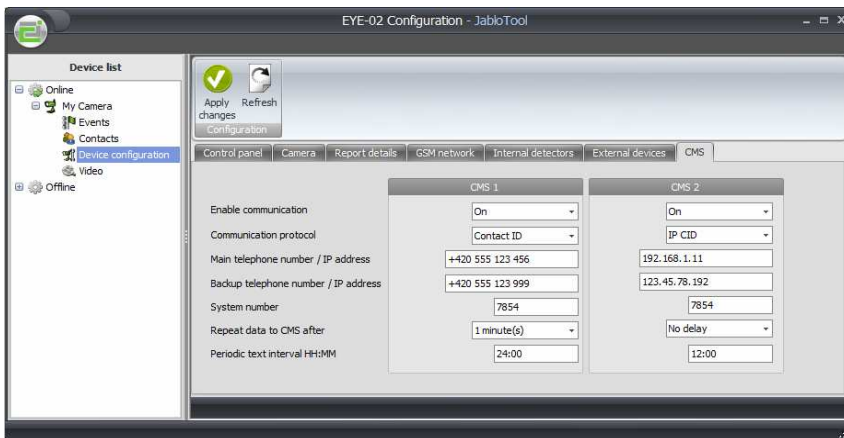 EYE-02 Configuration - JabloTool
Device list
Online
My Camera
Events
Contacts
Device configuration
Video
Offline
Apply changes
Refresh
Configuration
Control panel Camera Report details GSM network Internal detectors External devices CMS
CMS 1 CMS 2
Enable communication On On
Communication protocol Contact ID IP CID
Main telephone number / IP address +420 555 123 456 192.168.1.11
Backup telephone number / IP address +420 555 123 999 123.45.78.192
System number 7854 7854
Repeat data to CMS after 1 minute(s) No delay
Periodic text interval HH:MM 24:00 12:00